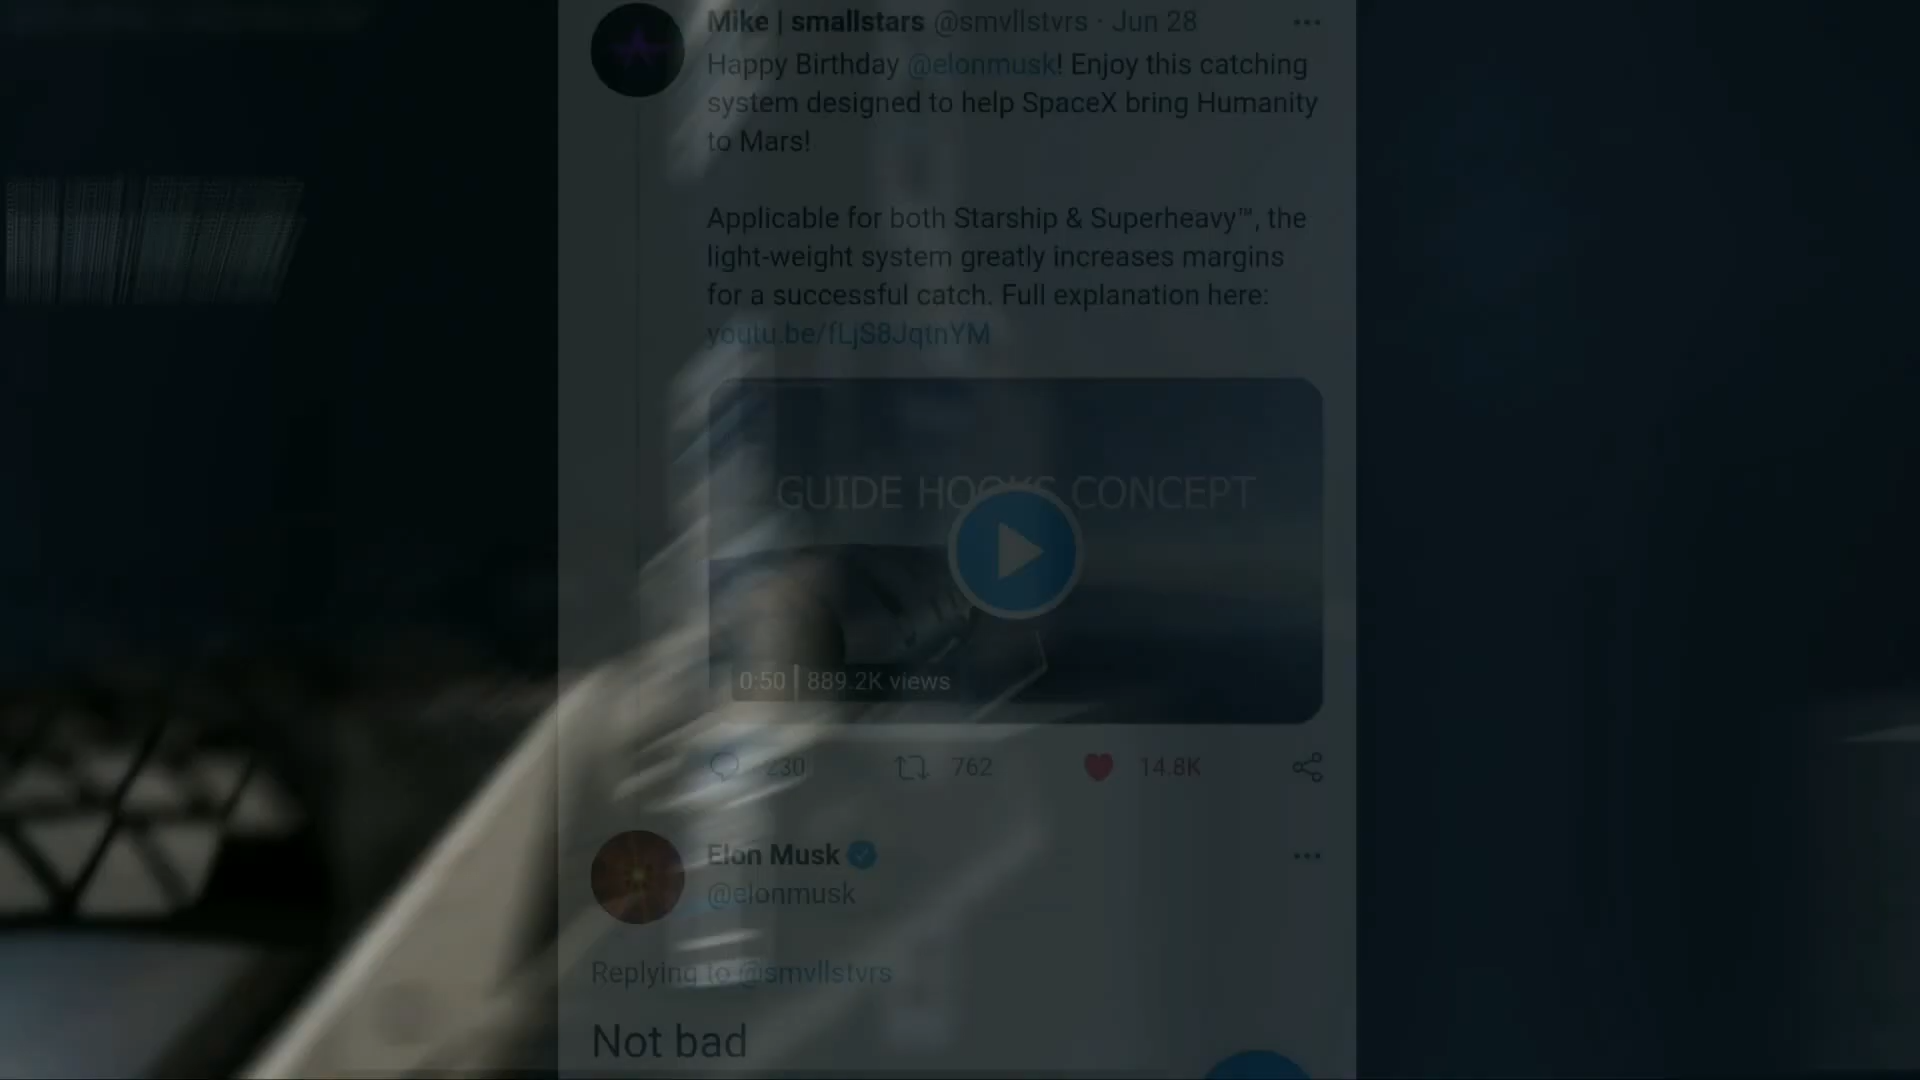 Mike | smallstars @smvllstvrs · Jun 28
Happy Birthday @elonmusk! Enjoy this catching
system designed to help SpaceX bring Humanity
to Mars!
Applicable for both Starship & Superheavy™, the
light-weight system greatly increases margins
for a successful catch. Full explanation here:
youtu.be/fLjS8JqtnYM
GUIDE HOOKS CONCEPT
0:50 | 889.2K views
230 762 14.8K
Elon Musk
@elonmusk
Replying to @smvllstvrs
Not bad